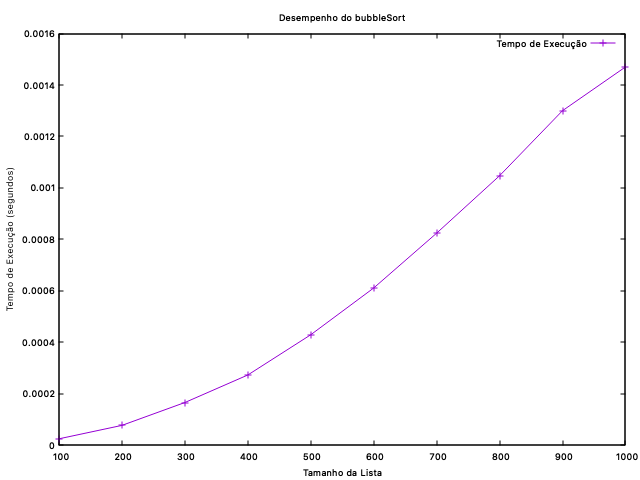 Desempenho do bubbleSort
Tempo de Execução
0.0016
0.0014
0.0012
0.001
0.0008
0.0006
0.0004
0.0002
0
Tempo de Execução (segundos)
100 200 300 400 500 600 700 800 900 1000
Tamanho da Lista